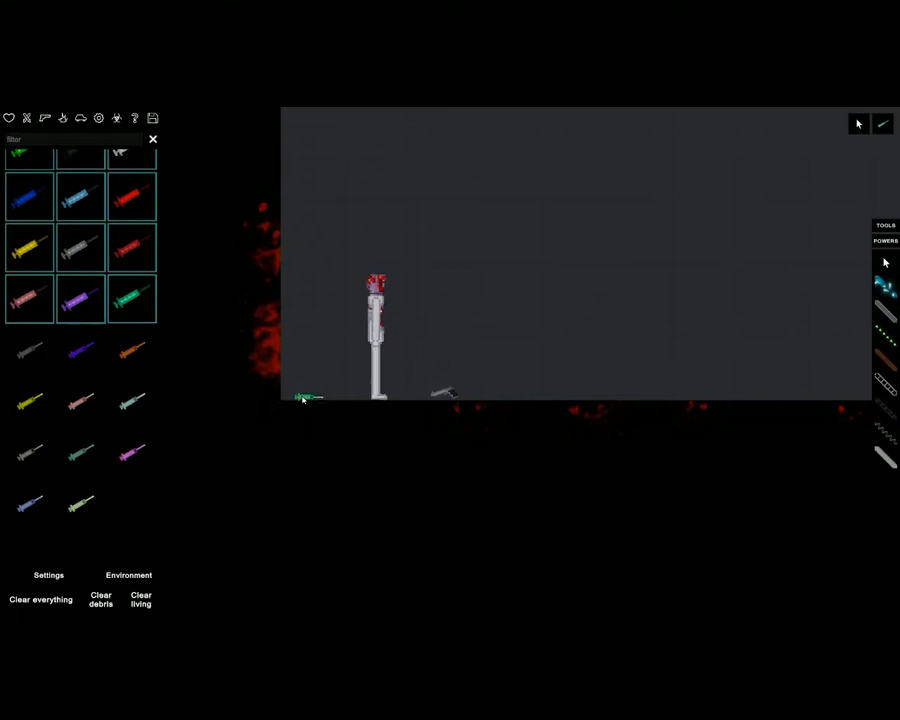 filter
TOOLS
POWERS
Settings
Environment
Clear everything
Clear
debris
Clear
living